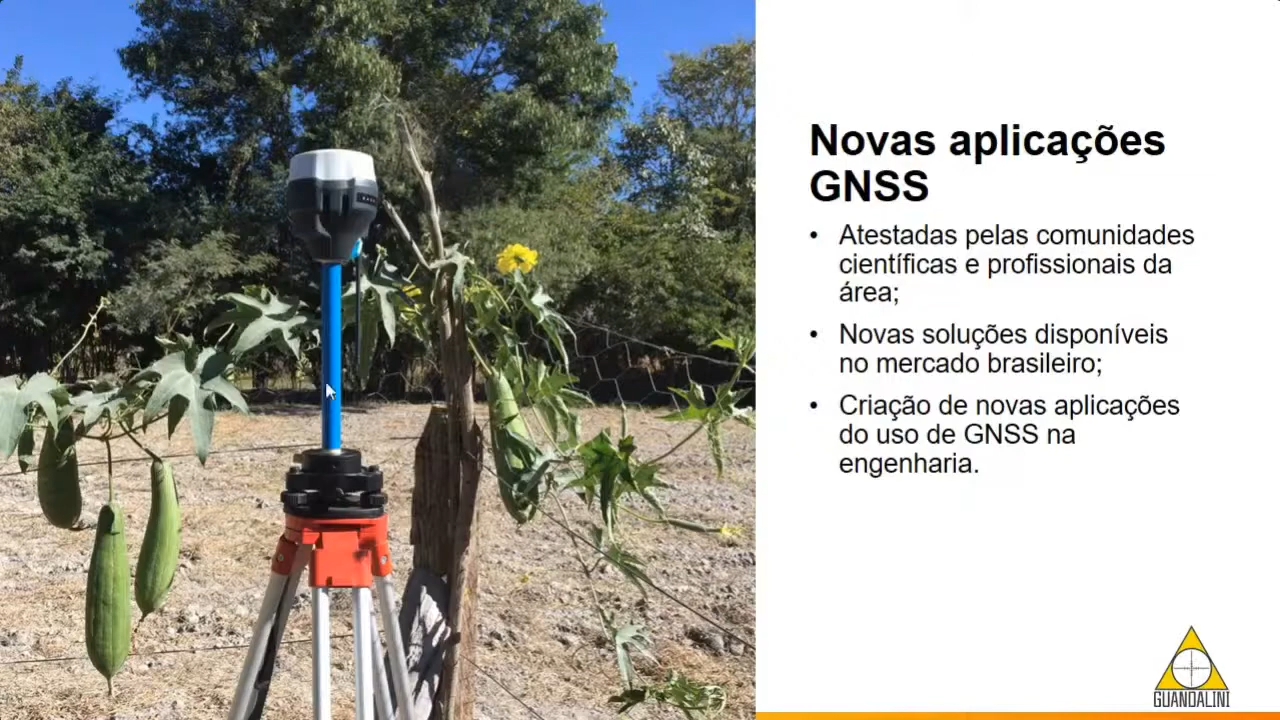 Novas aplicações
GNSS
• Atestadas pelas comunidades
científicas e profissionais da
área;
• Novas soluções disponíveis
no mercado brasileiro;
• Criação de novas aplicações
do uso de GNSS na
engenharia.
GUANDALINI